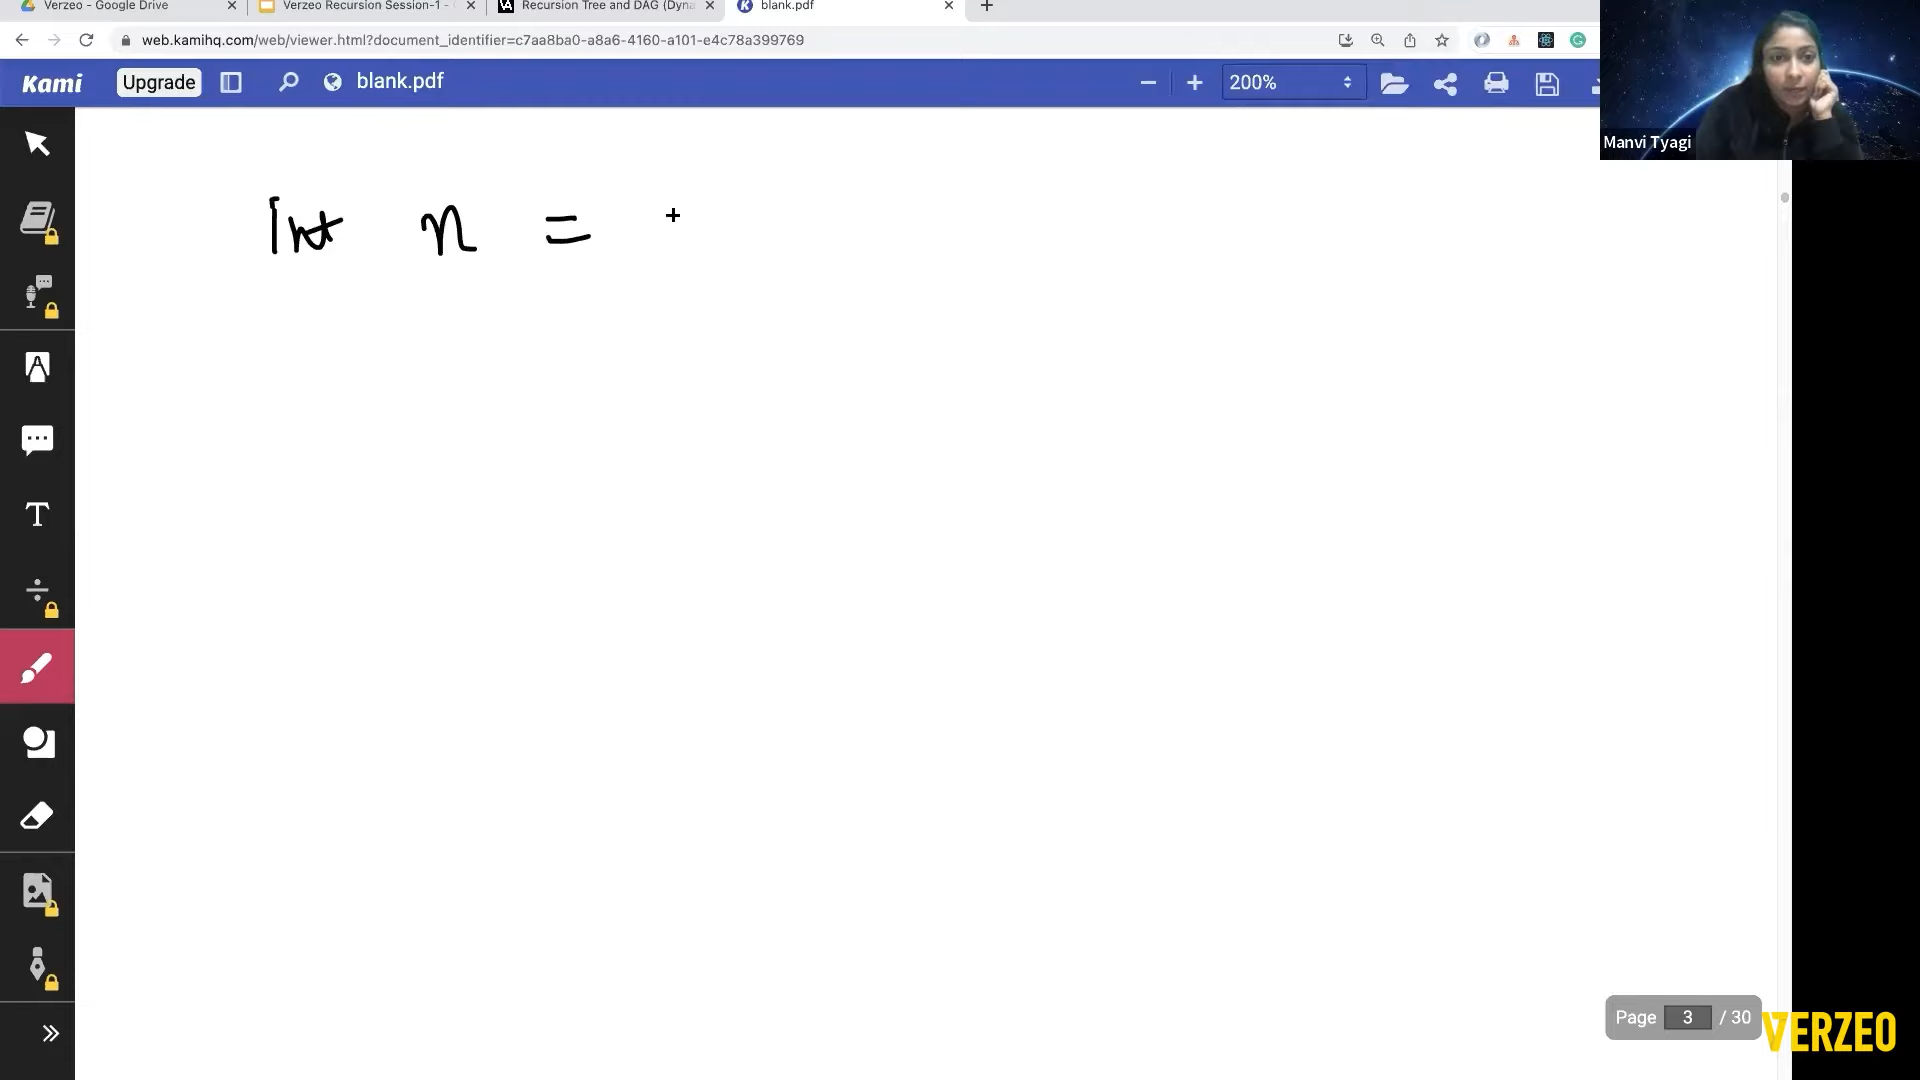 Verzeo - Google Drive
Verzeo Recursion Session-1 -
Recursion Tree and DAG (Dyna
blank.pdf
web.kamihq.com/web/viewer.html?document_identifier=c7aa8ba0-a8a6-4160-a101-e4c78a399769
Kami Upgrade blank.pdf 200%
Manvi Tyagi
Int n =
Page 3 / 30
VERZEO